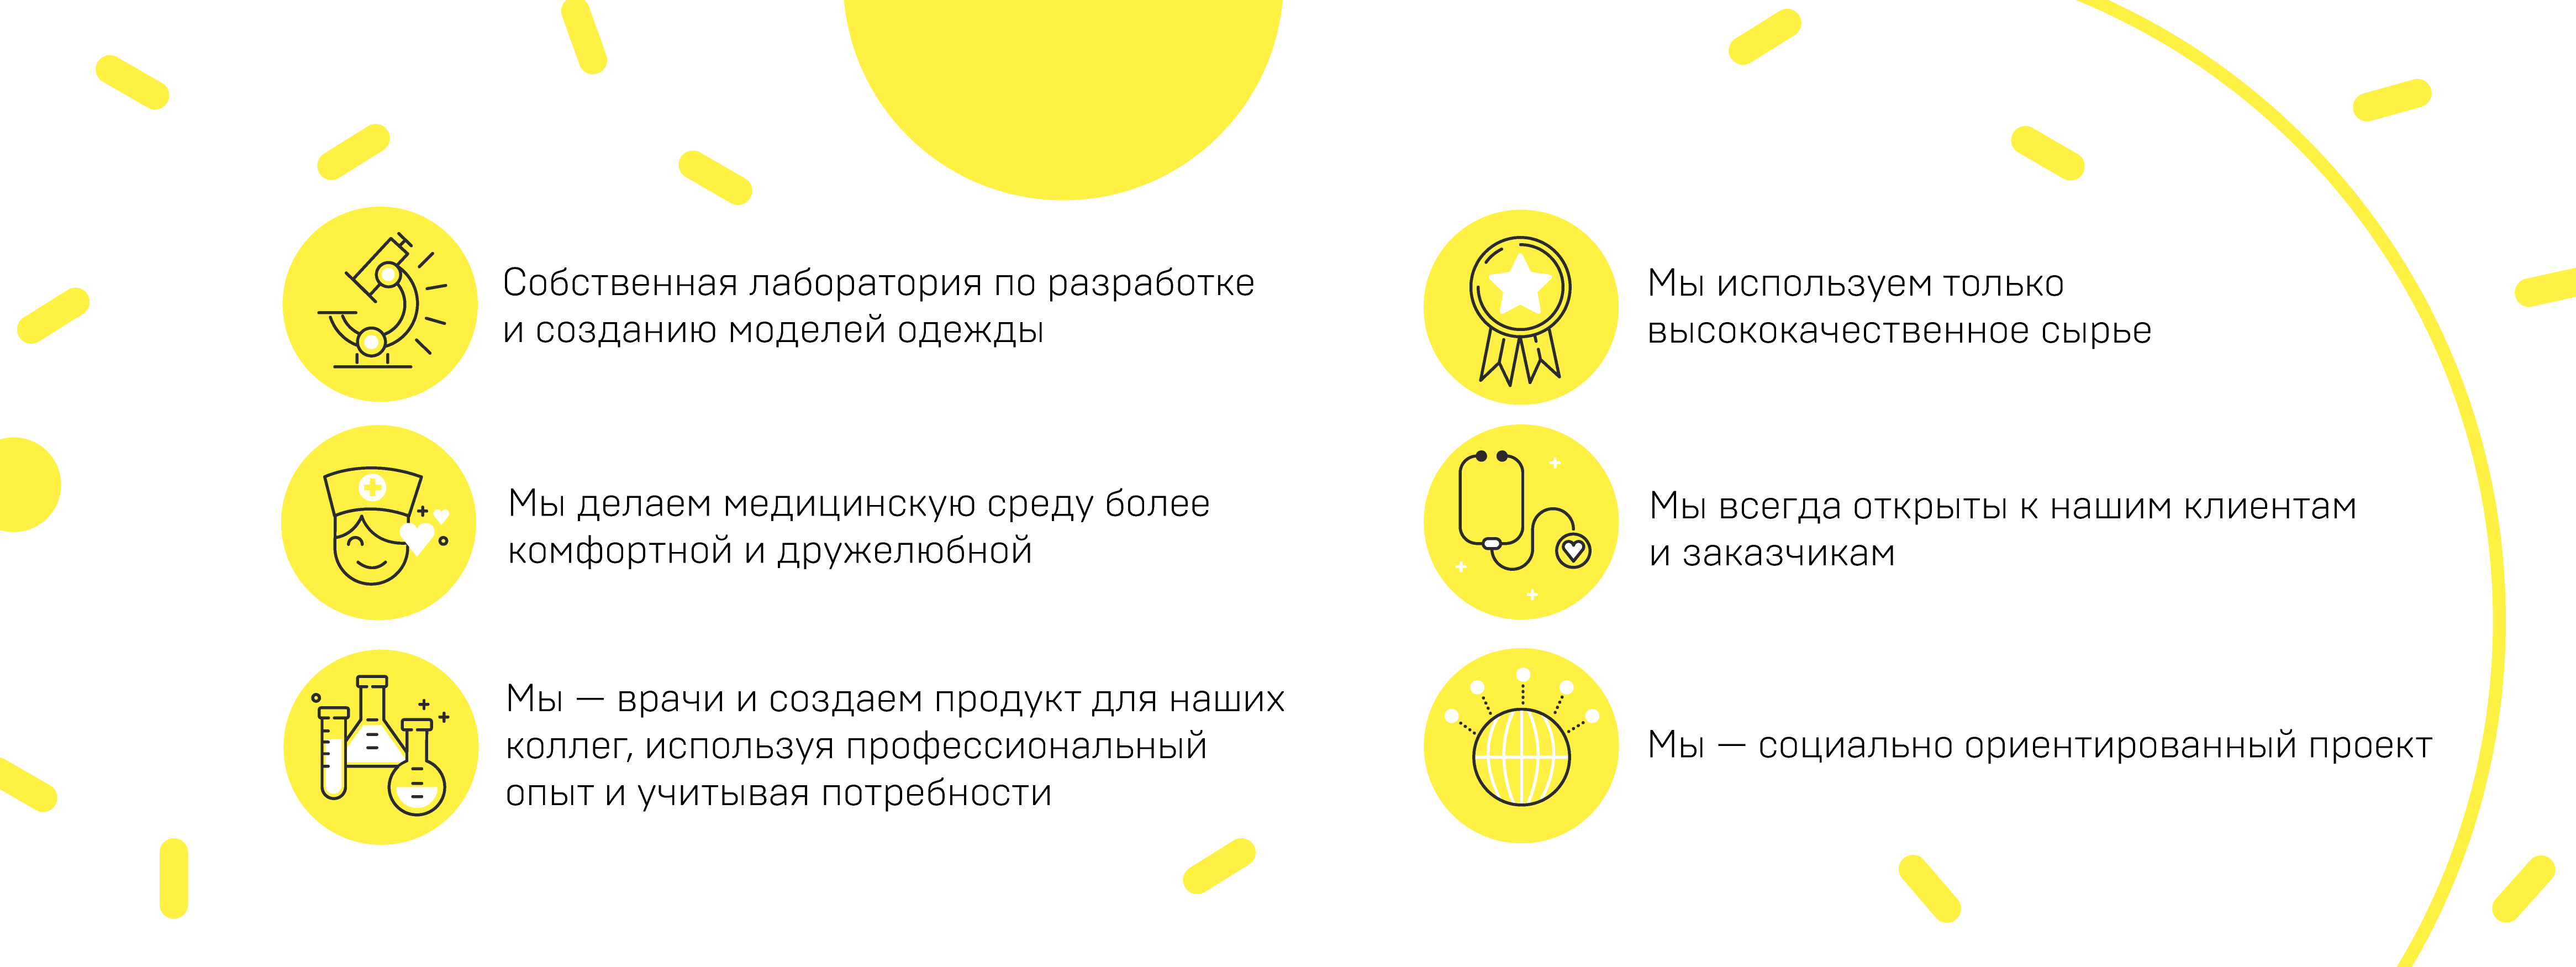 Собственная лаборатория по разработке
и созданию моделей одежды
Мы делаем медицинскую среду более
комфортной и дружелюбной
Мы — врачи и создаем продукт для наших
коллег, используя профессиональный
опыт и учитывая потребности
Мы используем только
высококачественное сырье
Мы всегда открыты к нашим клиентам
и заказчикам
Мы — социально ориентированный проект